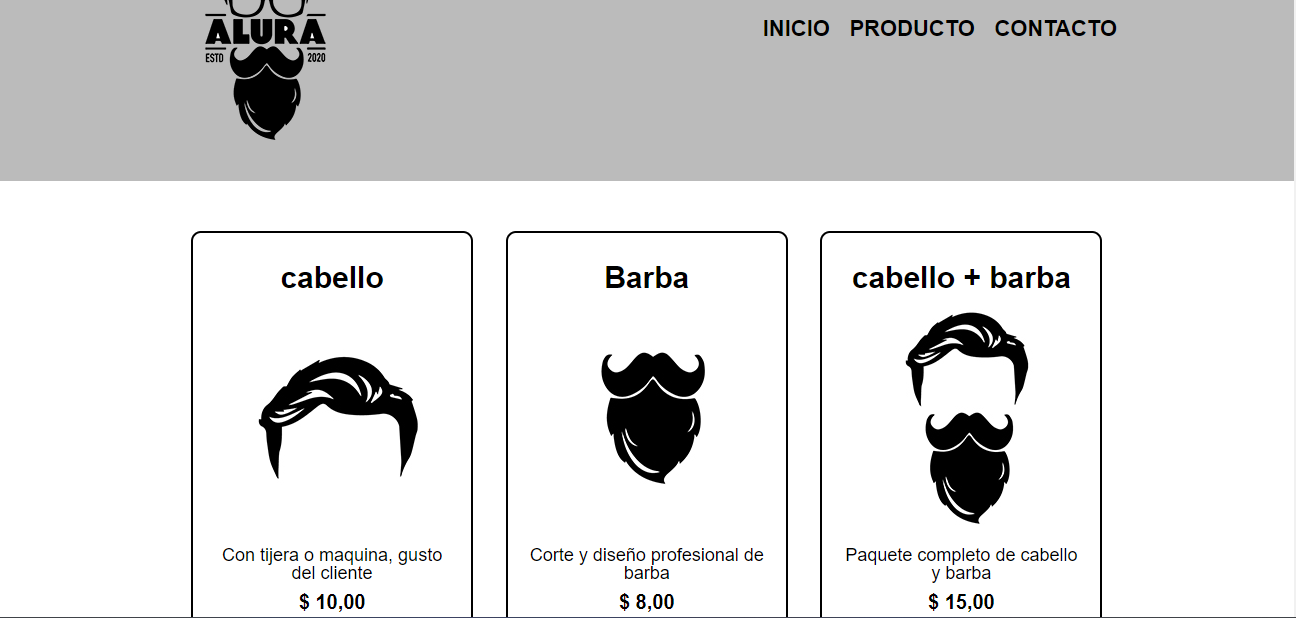 ALURA
ESTD 2020
INICIO PRODUCTO CONTACTO
cabello
Con tijera o maquina, gusto
del cliente
$ 10,00
Barba
Corte y diseño profesional de
barba
$ 8,00
cabello + barba
Paquete completo de cabello
y barba
$ 15,00